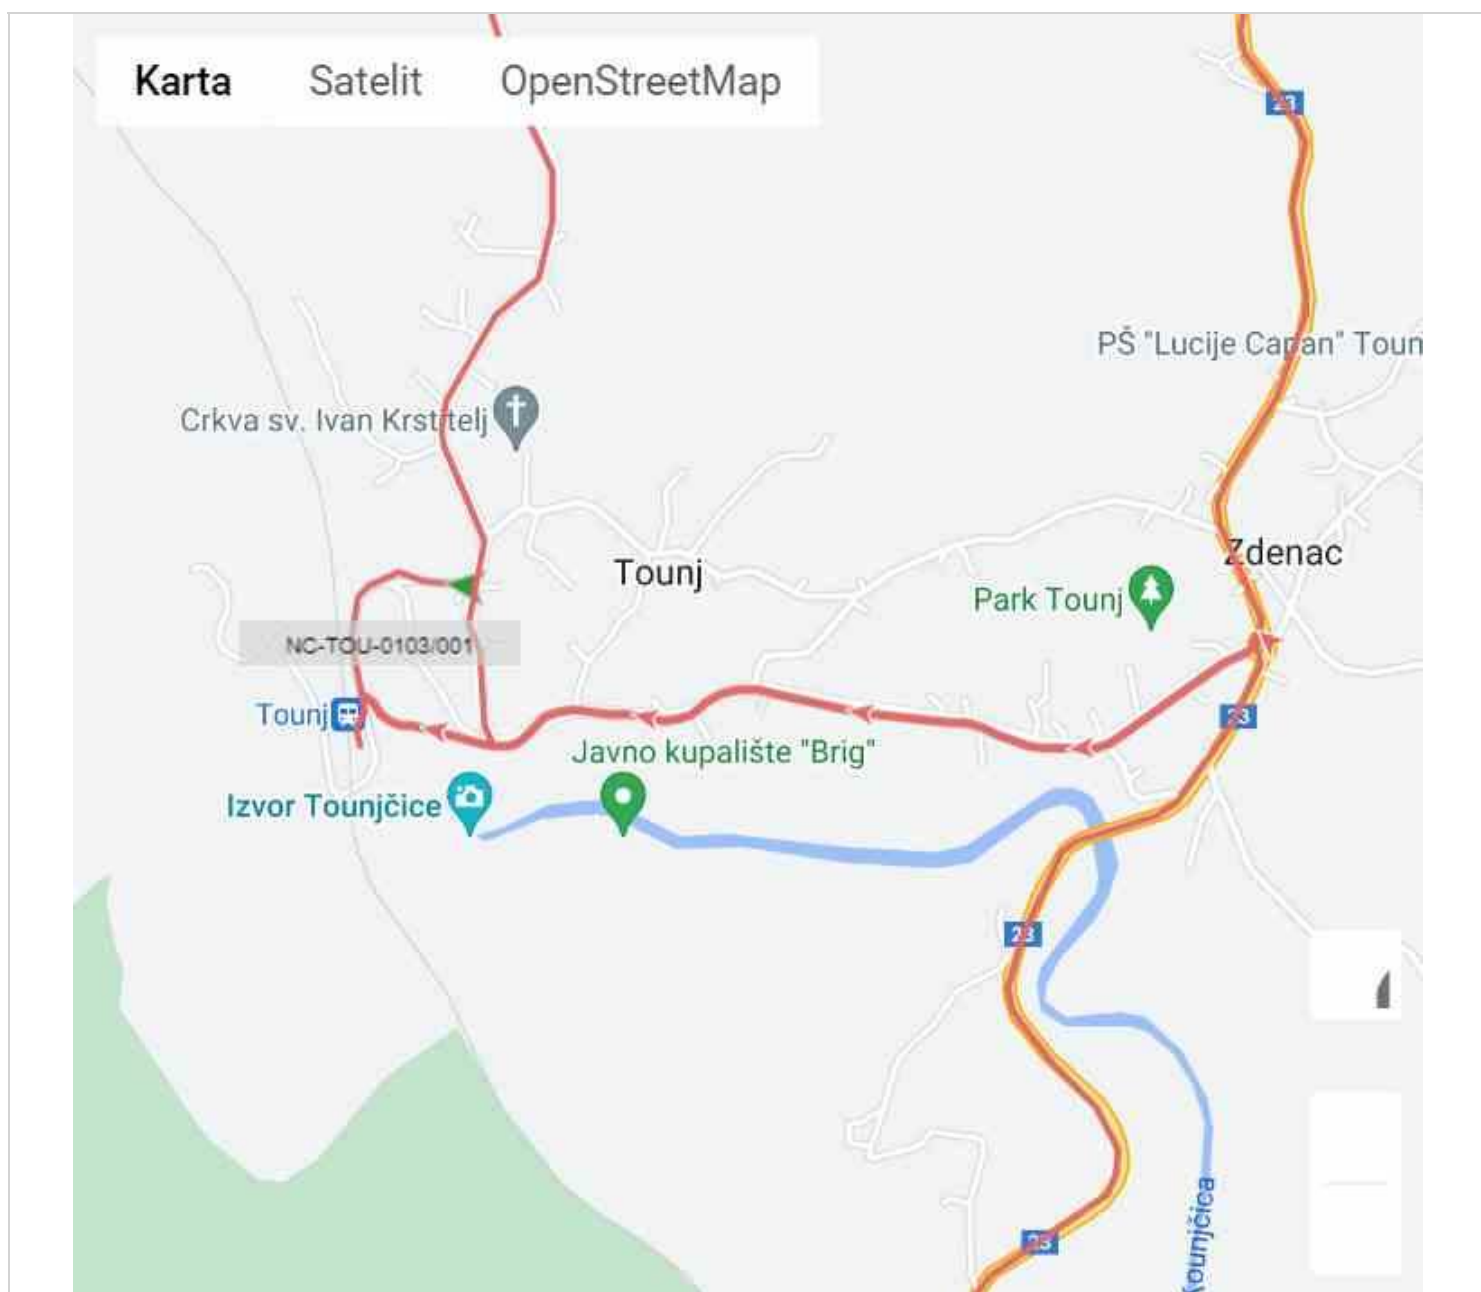 Karta Satelit OpenStreetMap
23
PŠ "Lucije Capan" Toun
Crkva sv. Ivan Krstitelj
Zdenac
Tounj
Park Tounj
NC-TOU-0103/001
Tounj
23
Javno kupalište "Brig"
Izvor Tounjčice
23
23
Tounjčica